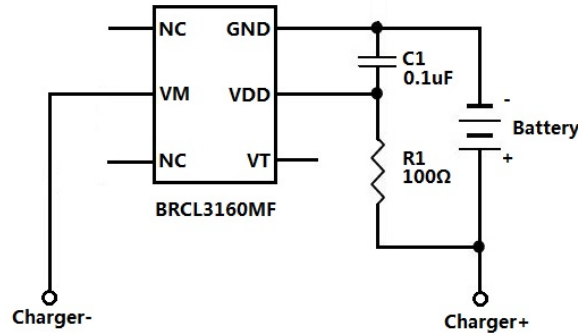 NC
GND
C1
0.1uF
VM
VDD
-
Battery
+
R1
100Ω
NC
VT
BRCL3160MF
Charger-
Charger+